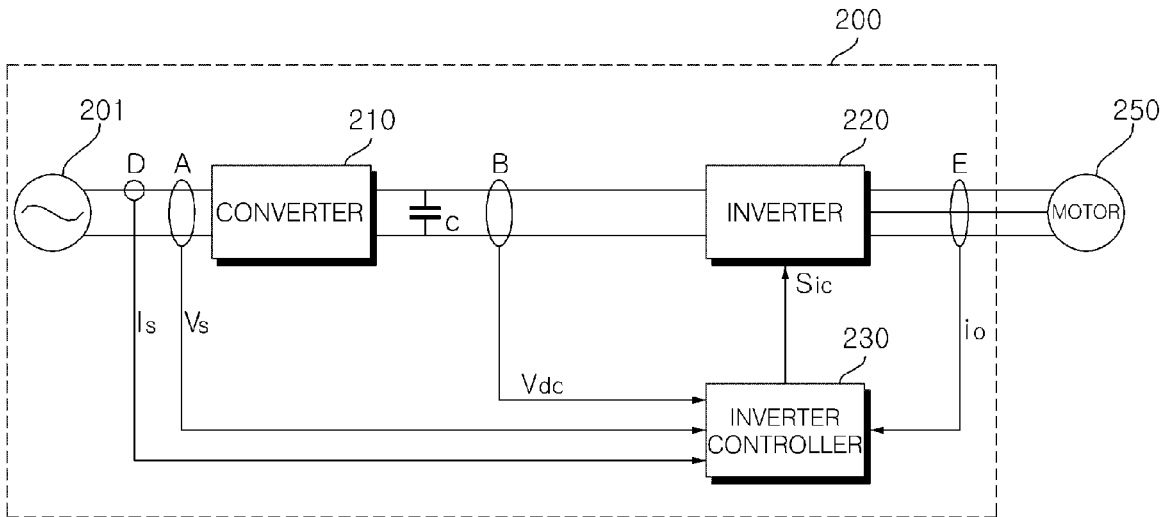 200
201
210
220
250
D
A
B
E
CONVERTER
C
INVERTER
MOTOR
Sic
Is
Vs
io
230
Vdc
INVERTER
CONTROLLER